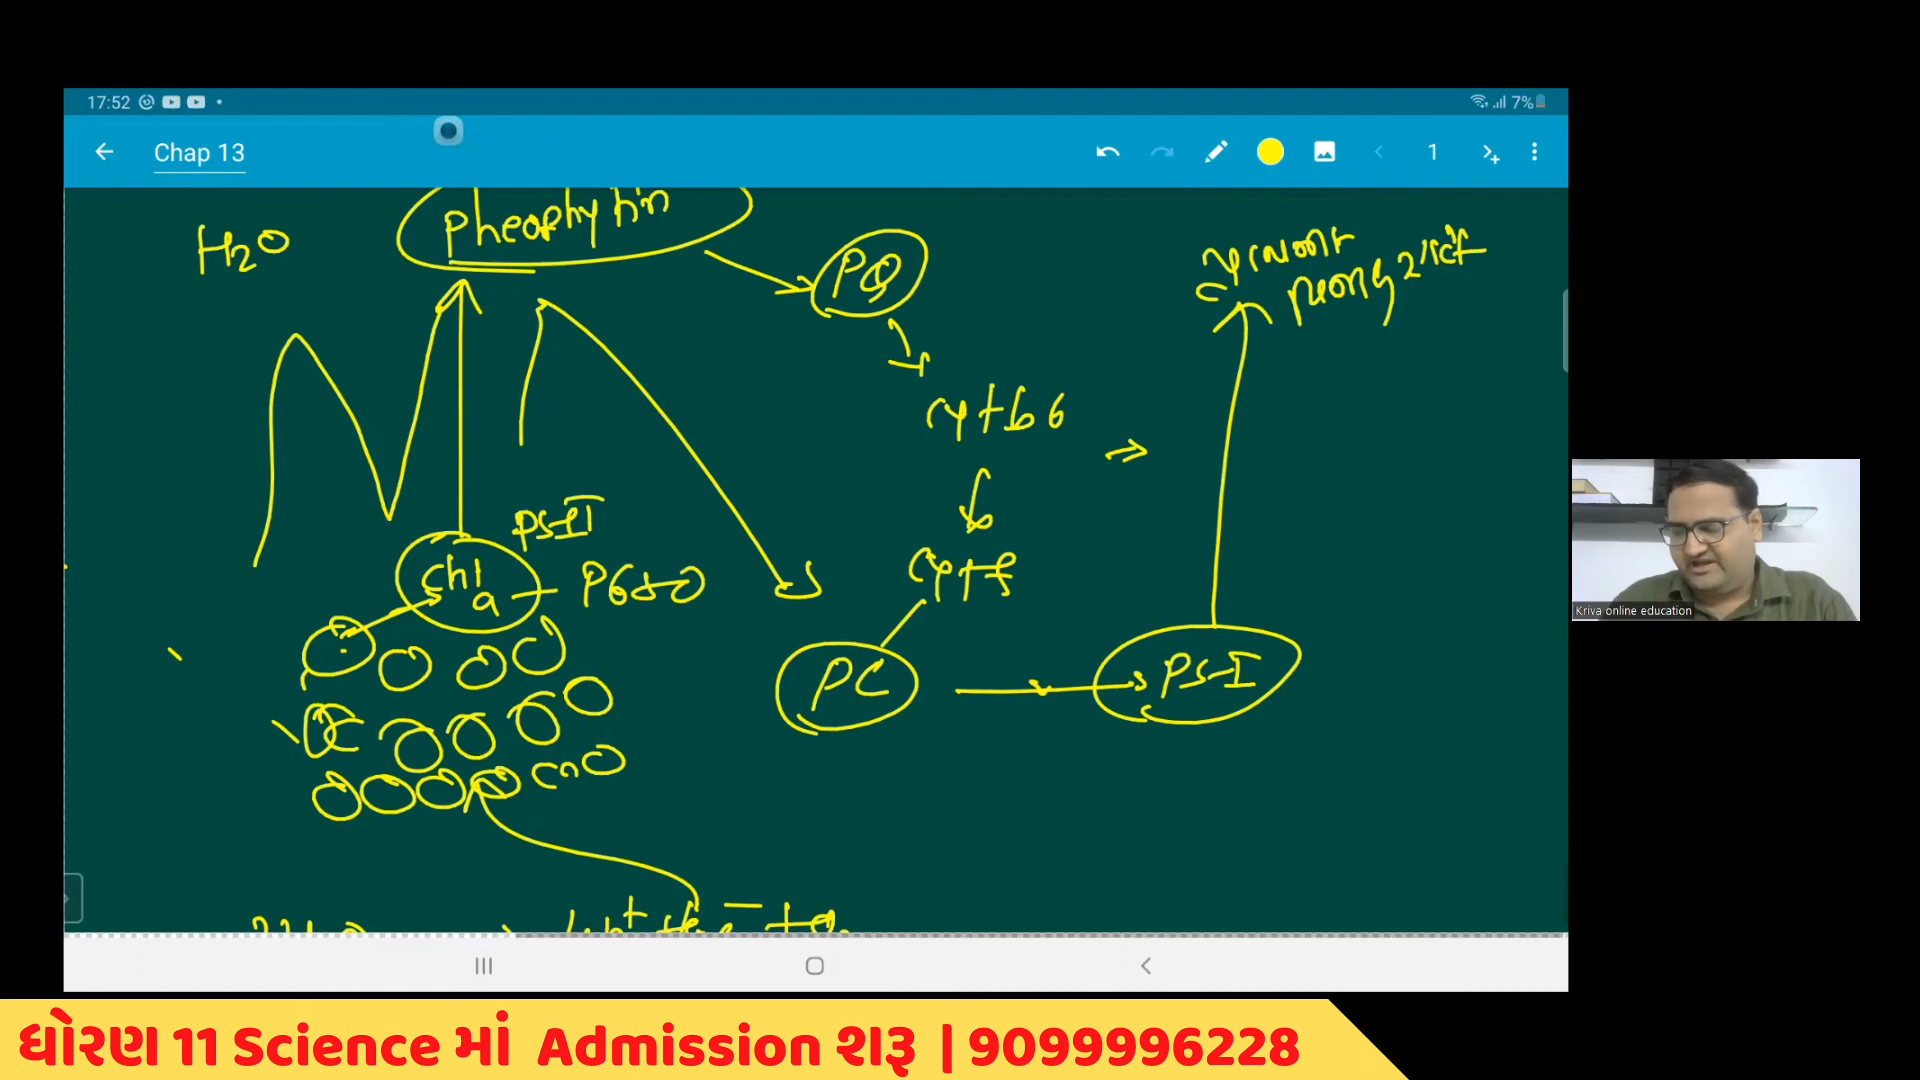 17:52
7%
Chap 13
1
pheophytin
H2O
PQ
cytb6
PS-II
chl a
P680
cytf
PC
PS-I
Kriva online education
ધોરણ 11 Science માં Admission શરૂ | 9099996228